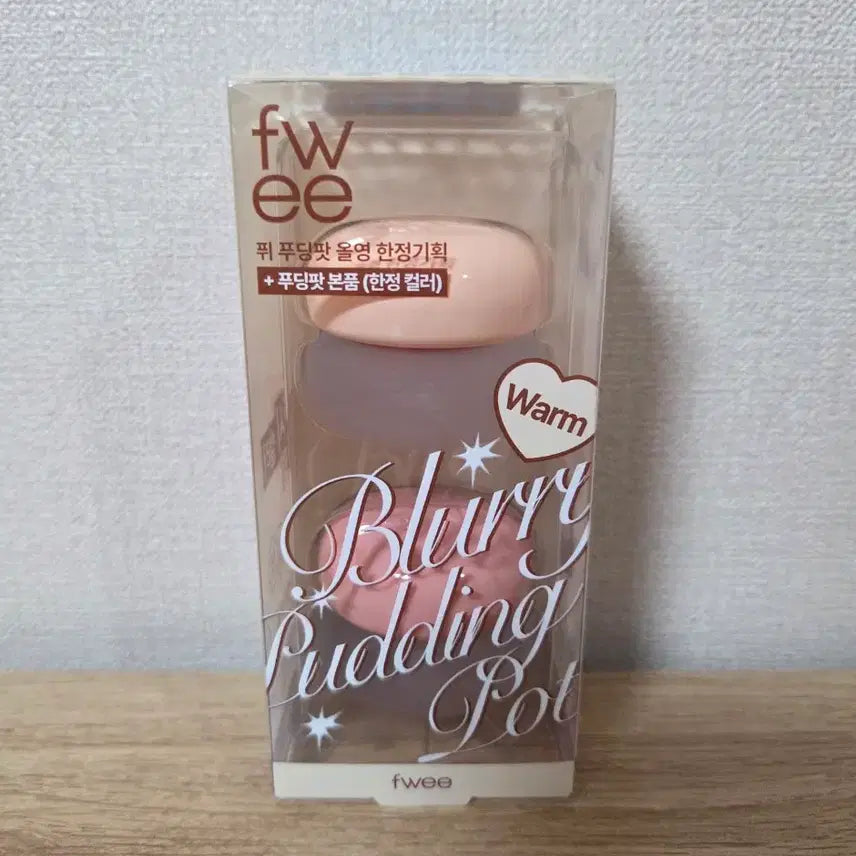 fw
ee
퓌 푸딩팟 올영 한정기획
+ 푸딩팟 본품 (한정 컬러)
Warm
Blurry
Pudding
Pot
fwee